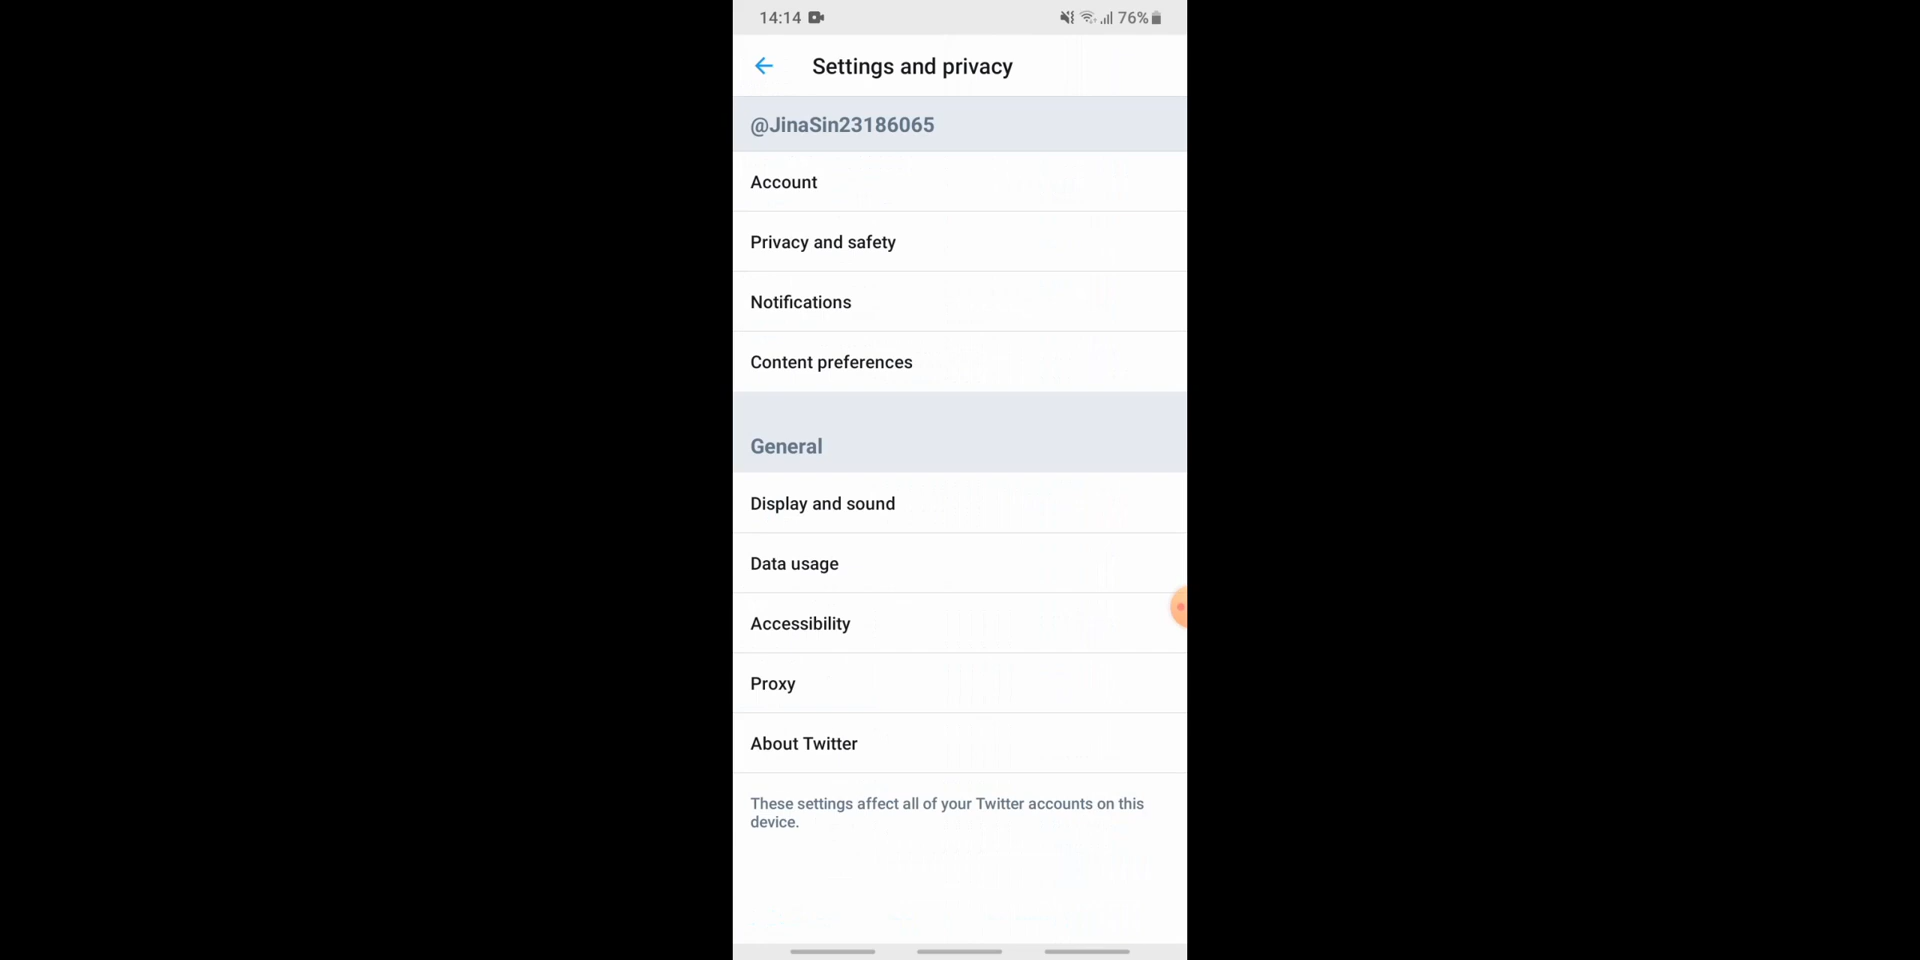 14:14
76%
Settings and privacy
@JinaSin23186065
Account
Privacy and safety
Notifications
Content preferences
General
Display and sound
Data usage
Accessibility
Proxy
About Twitter
These settings affect all of your Twitter accounts on this
device.